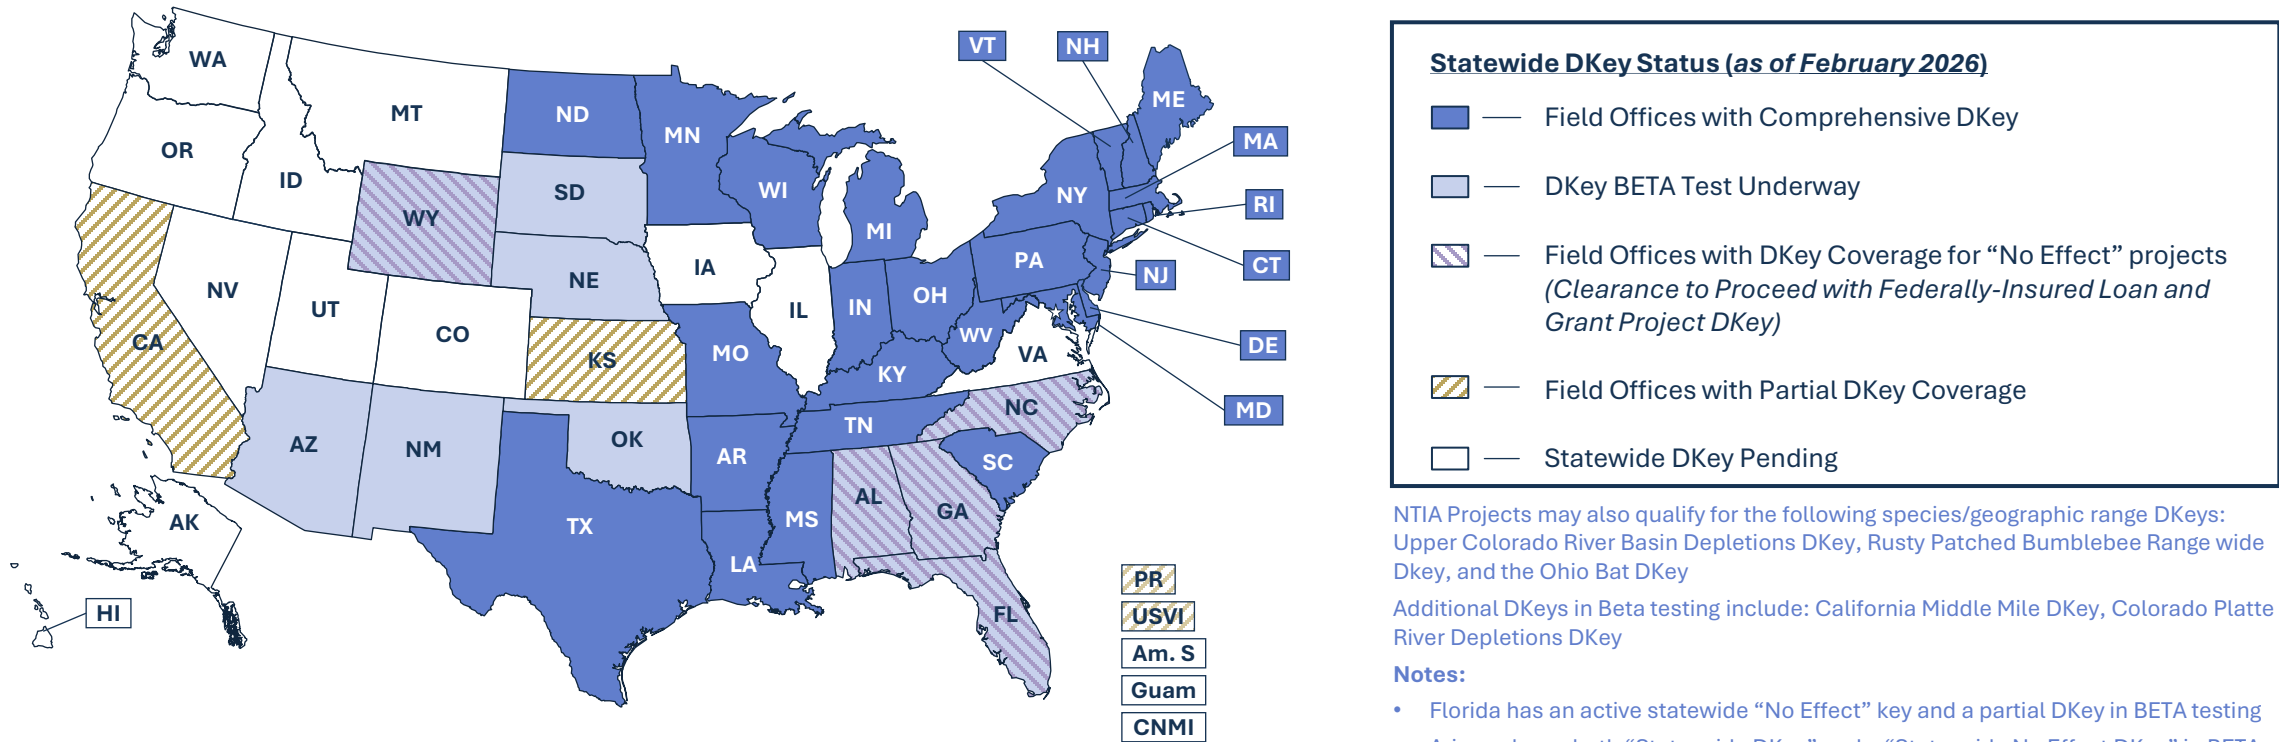 WA
MT
ND
MN
VT
NH
ME
OR
ID
WY
SD
WI
MI
NY
MA
RI
CT
NJ
DE
MD
NV
UT
CO
NE
IA
IL
IN
OH
PA
WV
VA
CA
KS
MO
KY
NC
AZ
NM
OK
AR
TN
SC
AK
TX
LA
MS
AL
GA
FL
HI
PR
USVI
Am. S
Guam
CNMI
Statewide DKey Status (as of February 2026)
Field Offices with Comprehensive DKey
DKey BETA Test Underway
Field Offices with DKey Coverage for “No Effect” projects
(Clearance to Proceed with Federally-Insured Loan and
Grant Project DKey)
Field Offices with Partial DKey Coverage
Statewide DKey Pending
NTIA Projects may also qualify for the following species/geographic range DKeys:
Upper Colorado River Basin Depletions DKey, Rusty Patched Bumblebee Range wide
Dkey, and the Ohio Bat DKey
Additional DKeys in Beta testing include: California Middle Mile DKey, Colorado Platte
River Depletions DKey
Notes:
• Florida has an active statewide “No Effect” key and a partial DKey in BETA testing